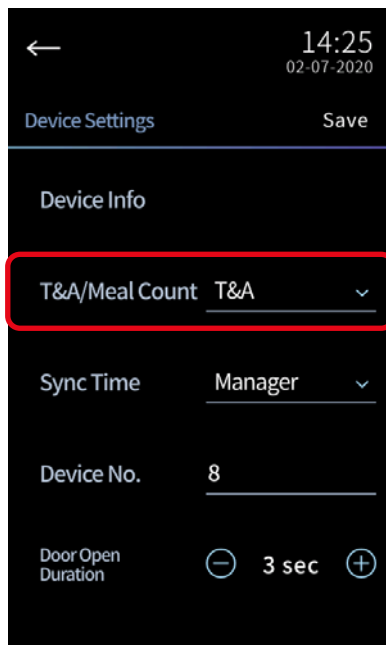 14:25
02-07-2020
Device Settings Save
Device Info
T&A/Meal Count T&A
Sync Time Manager
Device No. 8
Door Open
Duration
3 sec